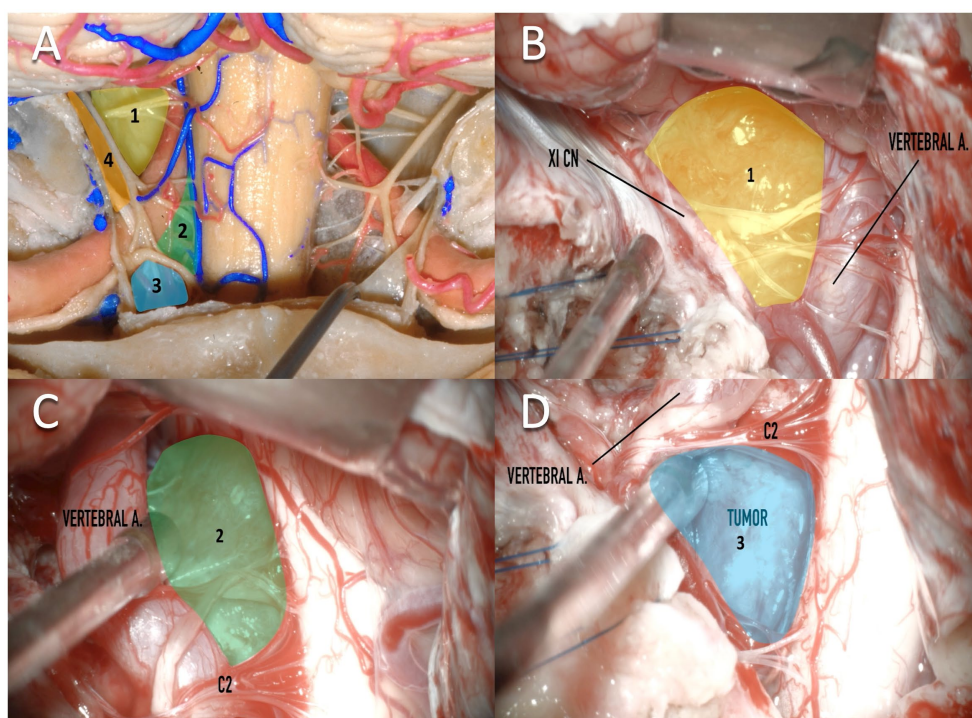 A
1
4
2
3
B
XI CN
1
VERTEBRAL A.
C
VERTEBRAL A.
2
C2
D
C2
VERTEBRAL A.
TUMOR
3